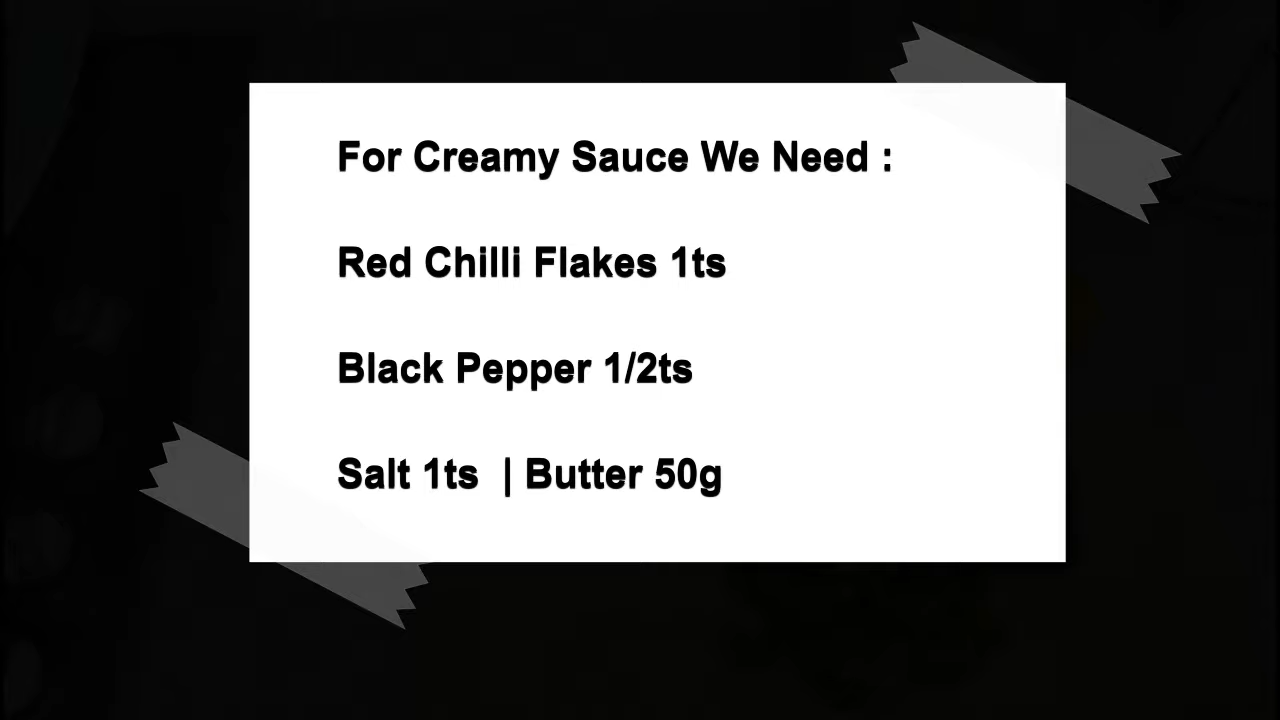 For Creamy Sauce We Need :
Red Chilli Flakes 1ts
Black Pepper 1/2ts
Salt 1ts | Butter 50g